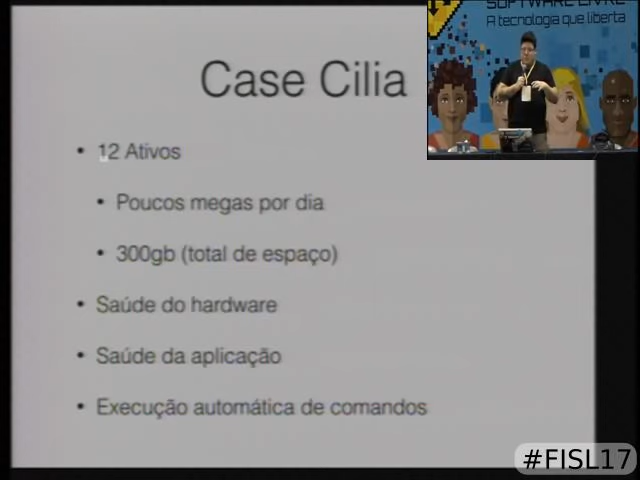 SOFTWARE LIVRE
A tecnologia que liberta
Case Cilia
• 12 Ativos
• Poucos megas por dia
• 300gb (total de espaço)
• Saúde do hardware
• Saúde da aplicação
• Execução automática de comandos
#FISL17